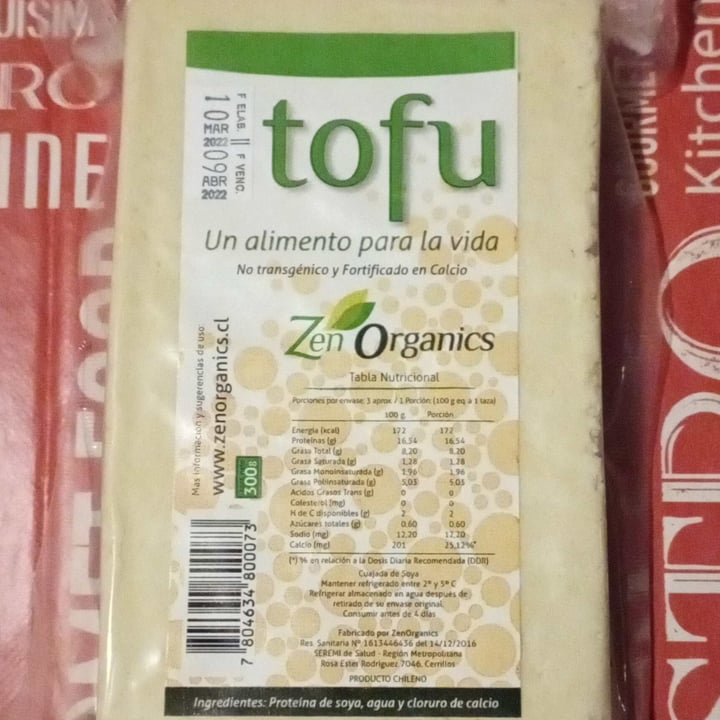 F ELAB. || F VENC.
10 09
MAR ABR
2022 2022
tofu
Un alimento para la vida
No transgénico y Fortificado en Calcio
Zen Organics
Mas información y sugerencias de uso:
www.zenorganics.cl
300g
Tabla Nutricional
Porciones por envase: 3 aprox. / 1 Porción: (100 g eq a 1 taza)
100 g. Porción
Energía (kcal) 172 172
Proteínas (g) 16,54 16,54
Grasa Total (g) 8,20 8,20
Grasa Saturada (g) 1,28 1,28
Grasa Monoinsaturada (g) 1,96 1,96
Grasa Poliinsaturada (g) 5,03 5,03
Acidos Grasos Trans (g) 0 0
Colesterol (mg) 0 0
H de C disponibles (g) 2 2
Azúcares totales (g) 0,60 0,60
Sodio (mg) 12,20 12,20
Calcio (mg) 201 25,12%*
(*) % en relación a la Dosis Diaria Recomendada (DDR)
Cuajada de Soya
Mantener refrigerado entre 2º y 5º C
Refrigerar almacenado en agua después de
retirado de su envase original.
Consumir antes de 4 días
Fabricado por ZenOrganics
Res. Sanitaria Nº 1613446436 del 14/12/2016
SEREMI de Salud - Región Metropolitana
Rosa Ester Rodriguez 7046, Cerrillos
PRODUCTO CHILENO
7 804634 800073
Ingredientes: Proteína de soya, agua y cloruro de calcio
Kitchen